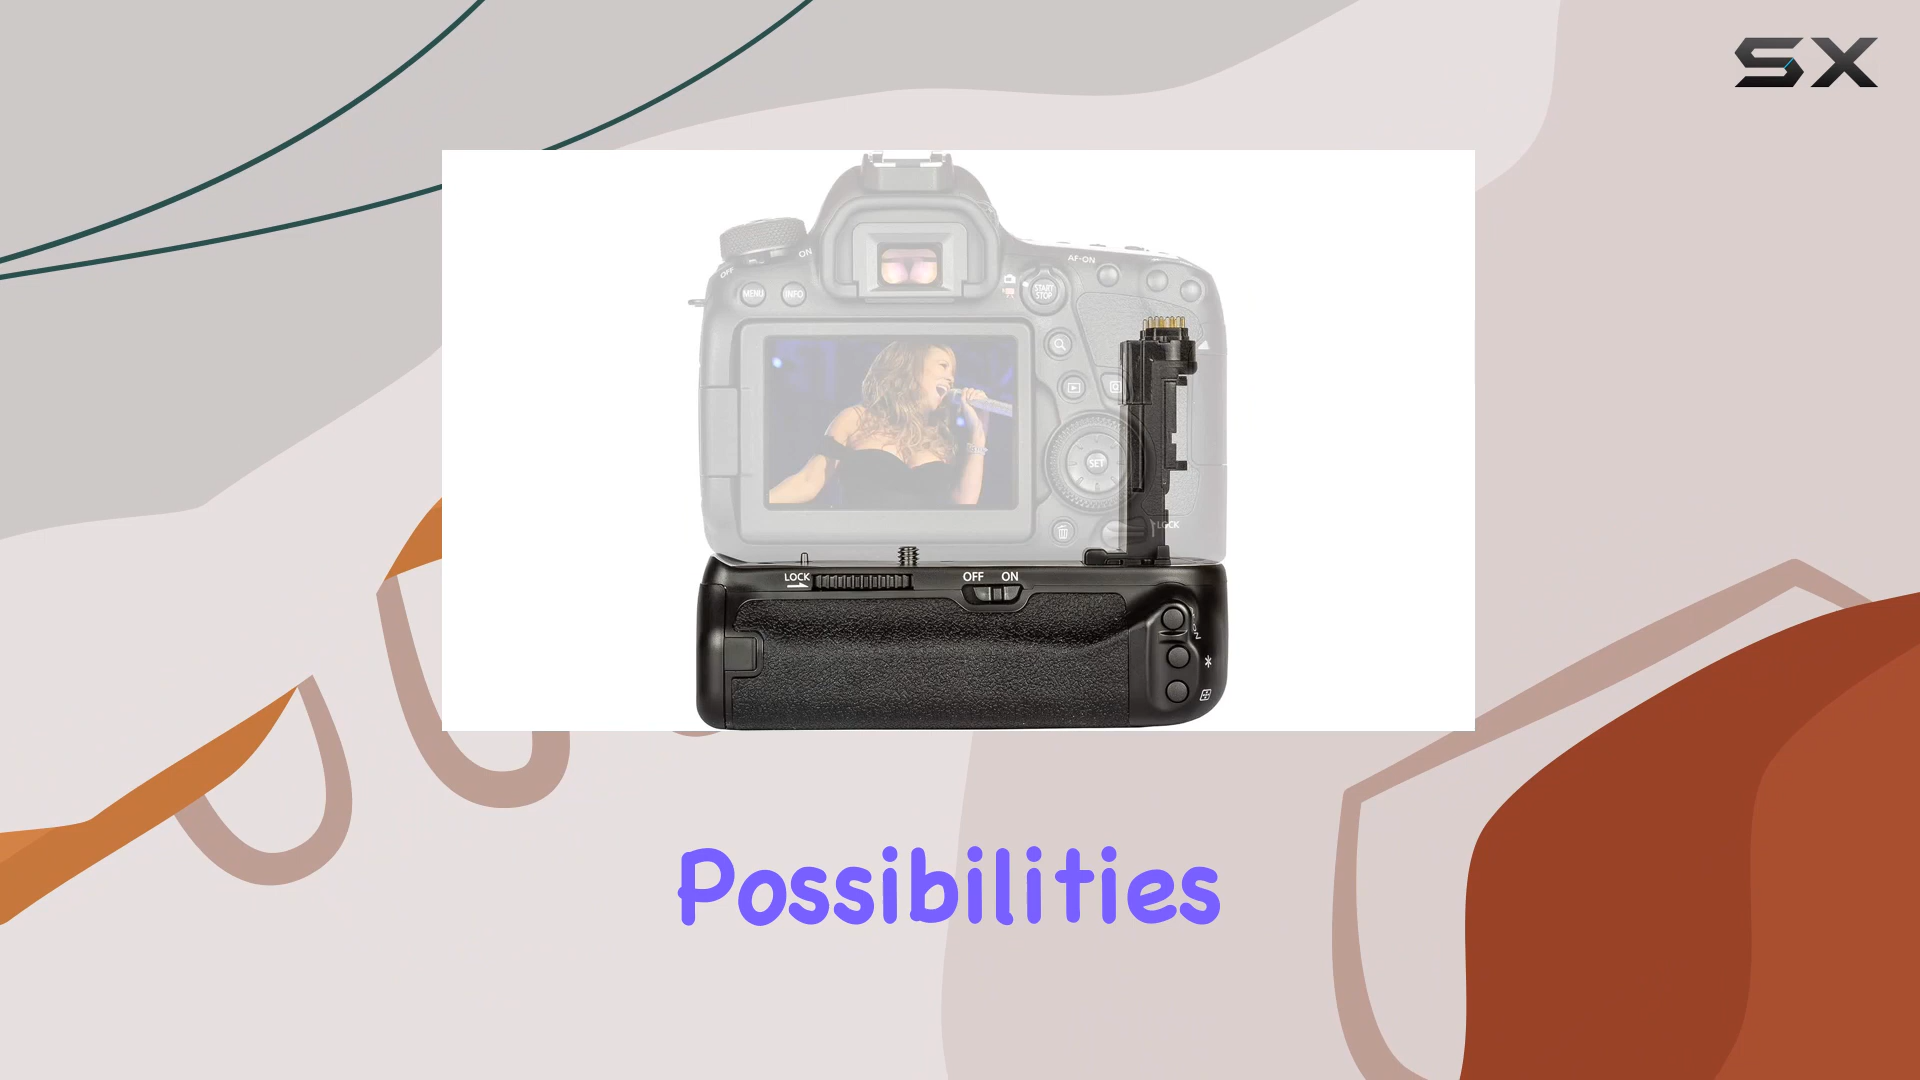 SX
OFF
ON
AF-ON
MENU
INFO
START
STOP
SET
LOCK
LOCK
OFF ON
Possibilities